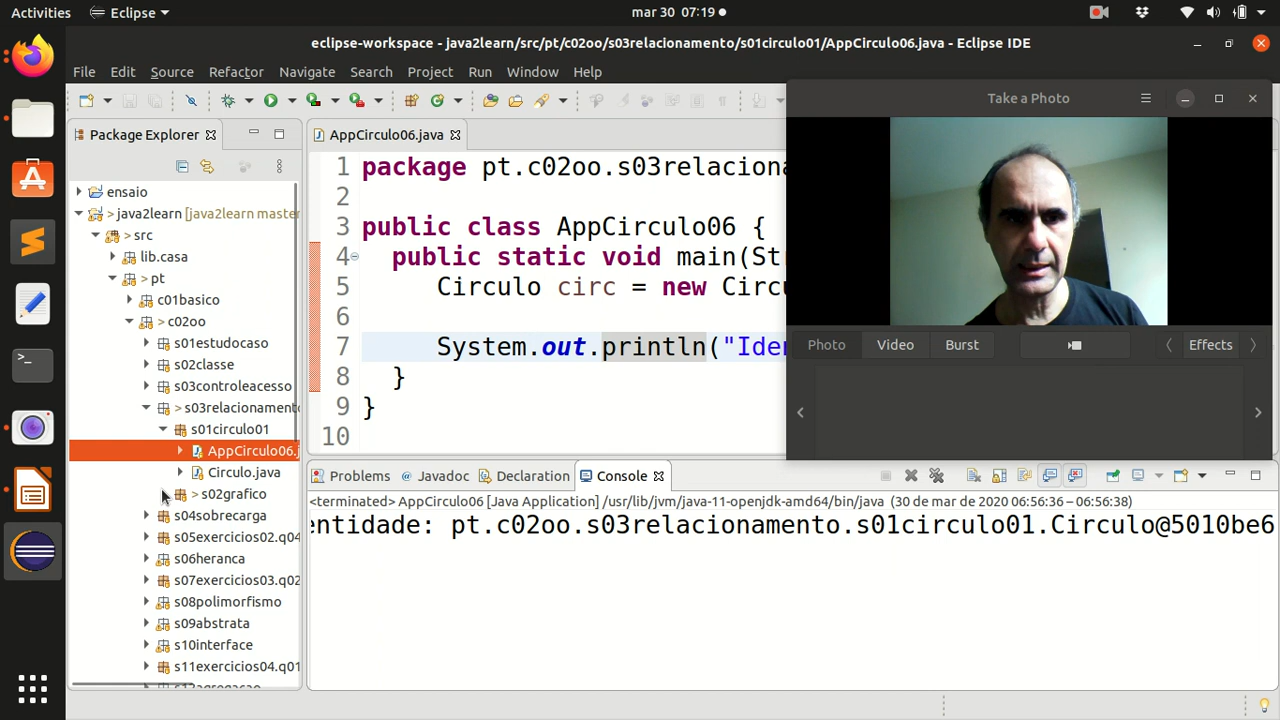 Activities Eclipse mar 30 07:19
eclipse-workspace - java2learn/src/pt/c02oo/s03relacionamento/s01circulo01/AppCirculo06.java - Eclipse IDE
File Edit Source Refactor Navigate Search Project Run Window Help
Take a Photo
Package Explorer
ensaio
> java2learn [java2learn master
> src
lib.casa
> pt
c01basico
> c02oo
s01estudocaso
s02classe
s03controleacesso
> s03relacionamento
s01circulo01
AppCirculo06.j
Circulo.java
> s02grafico
s04sobrecarga
s05exercicios02.q04
s06heranca
s07exercicios03.q02
s08polimorfismo
s09abstrata
s10interface
s11exercicios04.q01
AppCirculo06.java
1 package pt.c02oo.s03relaciona
2
3 public class AppCirculo06 {
4 public static void main(St
5 Circulo circ = new Circu
6
7 System.out.println("Iden
8 }
9 }
10
Photo Video Burst Effects
Problems Javadoc Declaration Console
<terminated> AppCirculo06 [Java Application] /usr/lib/jvm/java-11-openjdk-amd64/bin/java (30 de mar de 2020 06:56:36 – 06:56:38)
entidade: pt.c02oo.s03relacionamento.s01circulo01.Circulo@5010be6